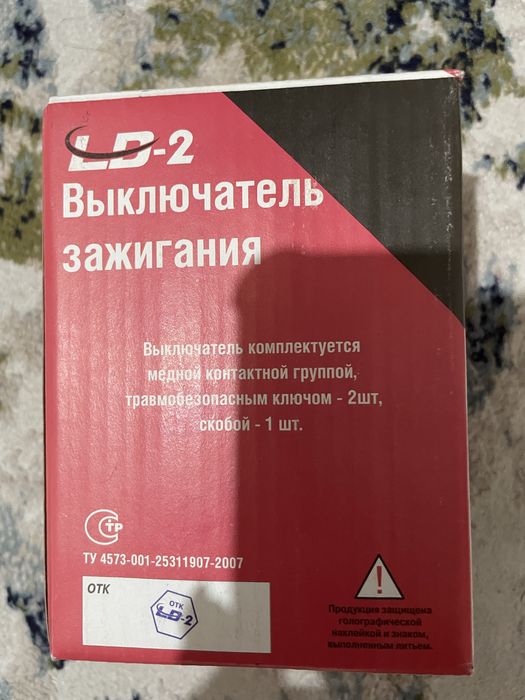 LD-2
Выключатель
зажигания
Выключатель комплектуется
медной контактной группой,
травмобезопасным ключом - 2шт,
скобой - 1 шт.
С ТР
ТУ 4573-001-25311907-2007
ОТК
ОТК
LD-2
Продукция защищена
голографической
наклейкой и знаком,
выполненным литьем.